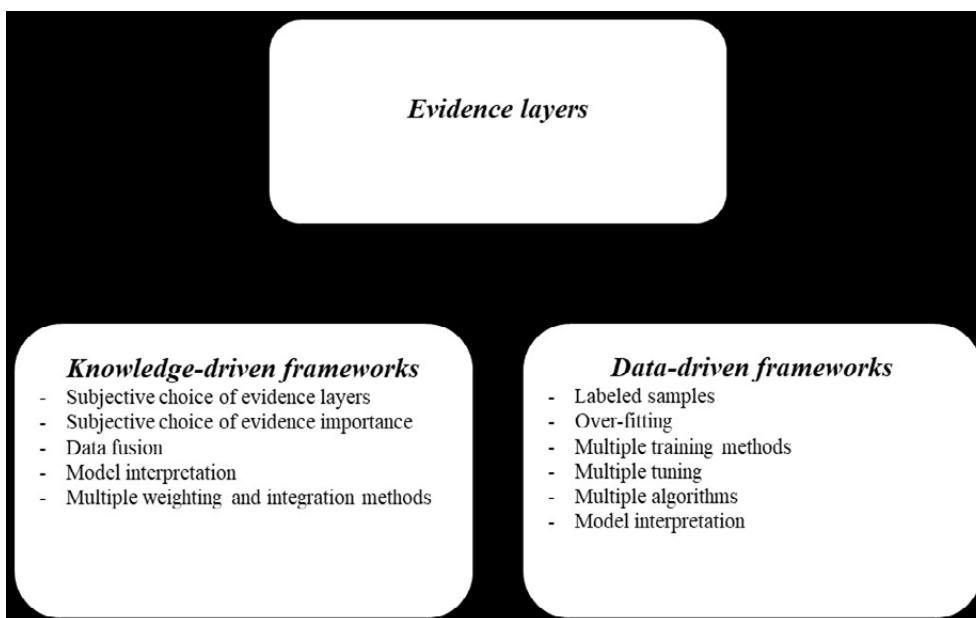 Evidence layers
Knowledge-driven frameworks
- Subjective choice of evidence layers
- Subjective choice of evidence importance
- Data fusion
- Model interpretation
- Multiple weighting and integration methods
Data-driven frameworks
- Labeled samples
- Over-fitting
- Multiple training methods
- Multiple tuning
- Multiple algorithms
- Model interpretation